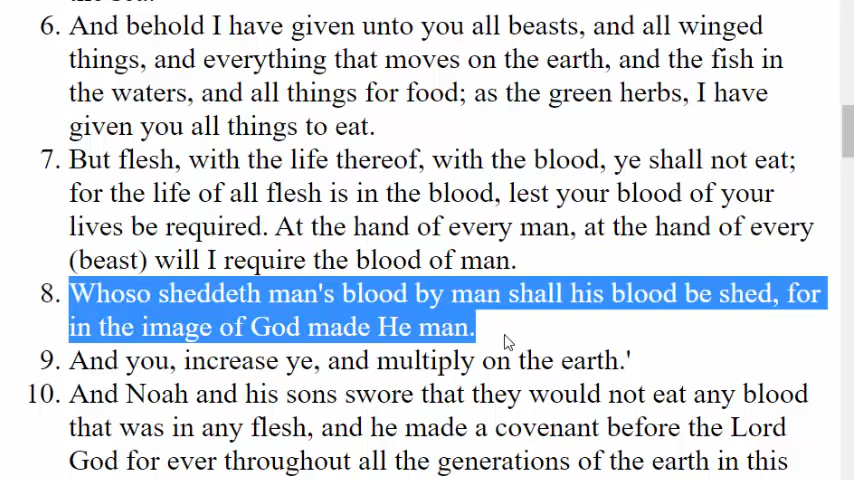 6. And behold I have given unto you all beasts, and all winged
things, and everything that moves on the earth, and the fish in
the waters, and all things for food; as the green herbs, I have
given you all things to eat.
7. But flesh, with the life thereof, with the blood, ye shall not eat;
for the life of all flesh is in the blood, lest your blood of your
lives be required. At the hand of every man, at the hand of every
(beast) will I require the blood of man.
8. Whoso sheddeth man's blood by man shall his blood be shed, for
in the image of God made He man.
9. And you, increase ye, and multiply on the earth.'
10. And Noah and his sons swore that they would not eat any blood
that was in any flesh, and he made a covenant before the Lord
God for ever throughout all the generations of the earth in this